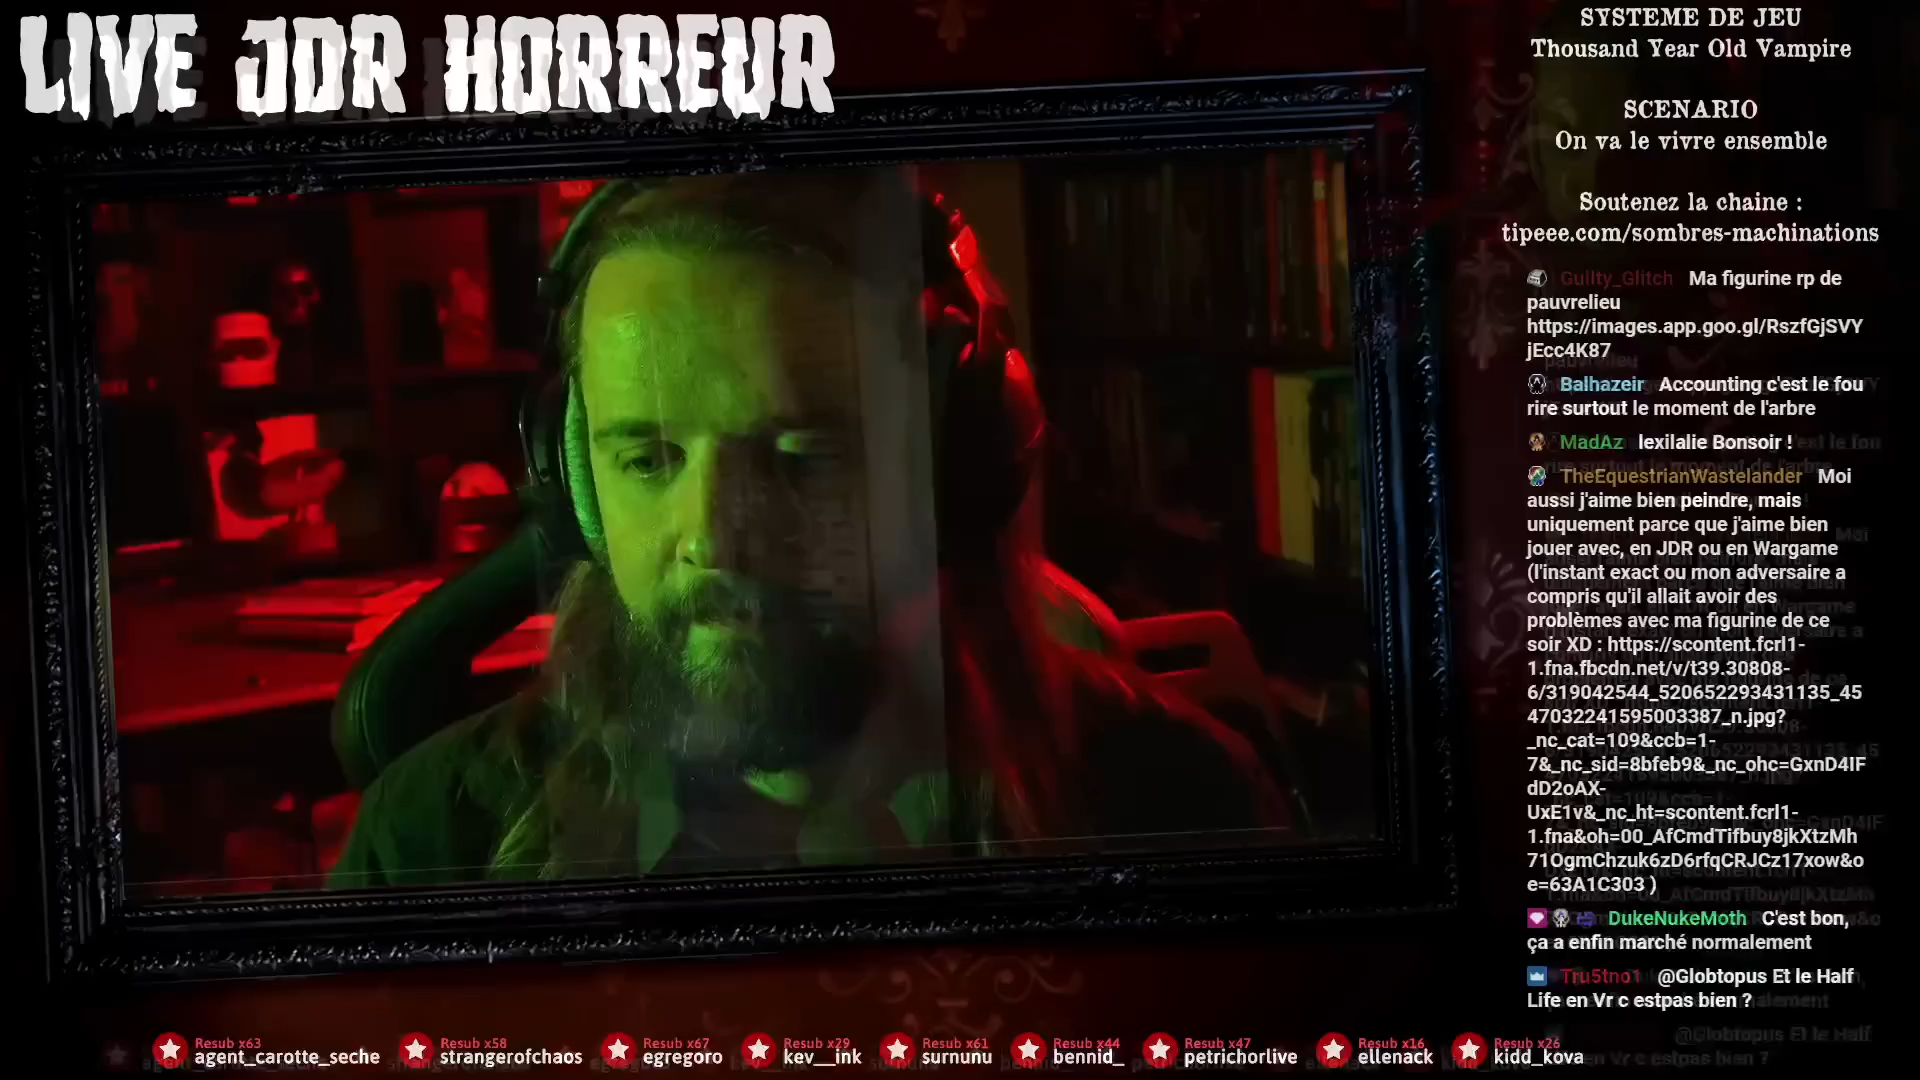 LIVE JDR HORREUR
SYSTEME DE JEU
Thousand Year Old Vampire
SCENARIO
On va le vivre ensemble
Soutenez la chaine :
tipeee.com/sombres-machinations
Guilty_Glitch Ma figurine rp de
pauvrelieu
https://images.app.goo.gl/RszfGjSVY
jEcc4K87
Balhazeir Accounting c'est le fou
rire surtout le moment de l'arbre
MadAz lexilalie Bonsoir !
TheEquestrianWastelander Moi
aussi j'aime bien peindre, mais
uniquement parce que j'aime bien
jouer avec, en JDR ou en Wargame
(l'instant exact ou mon adversaire a
compris qu'il allait avoir des
problèmes avec ma figurine de ce
soir XD : https://scontent.fcrl1-
1.fna.fbcdn.net/v/t39.30808-
6/319042544_520652293431135_45
47032241595003387_n.jpg?
_nc_cat=109&ccb=1-
7&_nc_sid=8bfeb9&_nc_ohc=GxnD4IF
dD2oAX-
UxE1v&_nc_ht=scontent.fcrl1-
1.fna&oh=00_AfCmdTifbuy8jkXtzMh
71OgmChzuk6zD6rfqCRJCz17xow&o
e=63A1C303 )
DukeNukeMoth C'est bon,
ça a enfin marché normalement
Tru5tno1 @Globtopus Et le Half
Life en Vr c estpas bien ?
Resub x63
agent_carotte_seche
Resub x58
strangerofchaos
Resub x67
egregoro
Resub x29
kev__ink
Resub x61
surnunu
Resub x44
bennid_
Resub x47
petrichorlive
Resub x16
ellenack
Resub x26
kidd_kova